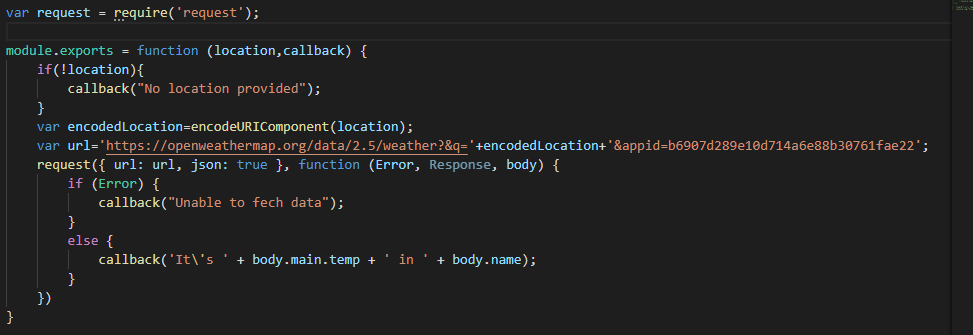 var request = require('request');
module.exports = function (location,callback) {
if(!location){
callback("No location provided");
}
var encodedLocation=encodeURIComponent(location);
var url='https://openweathermap.org/data/2.5/weather?&q='+encodedLocation+'&appid=b6907d289e10d714a6e88b30761fae22';
request({ url: url, json: true }, function (Error, Response, body) {
if (Error) {
callback("Unable to fech data");
}
else {
callback('It\'s ' + body.main.temp + ' in ' + body.name);
}
})
}